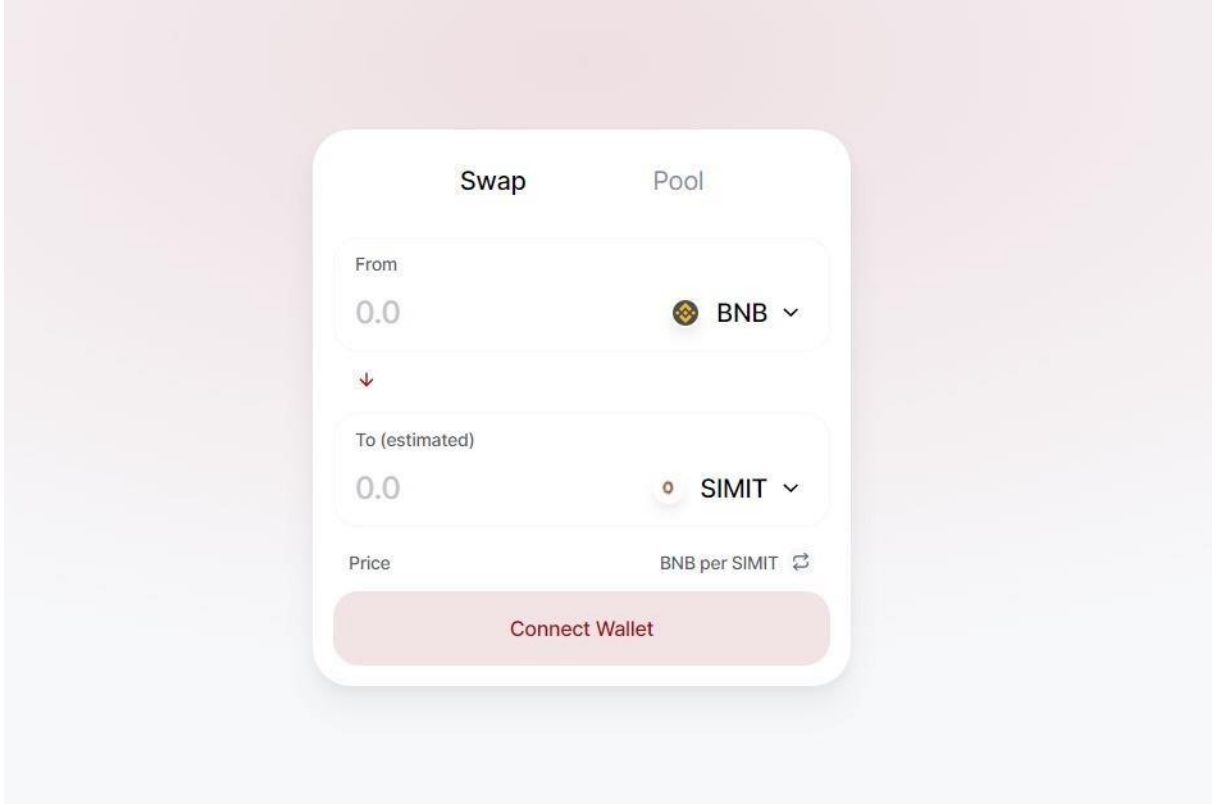 Swap Pool
From
0.0 BNB
To (estimated)
0.0 SIMIT
Price BNB per SIMIT
Connect Wallet